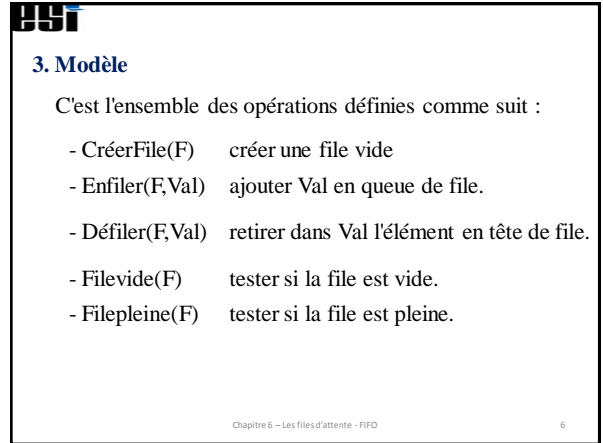 esi
3. Modèle
C'est l'ensemble des opérations définies comme suit :
- CréerFile(F) créer une file vide
- Enfiler(F,Val) ajouter Val en queue de file.
- Défiler(F,Val) retirer dans Val l'élément en tête de file.
- Filevide(F) tester si la file est vide.
- Filepleine(F) tester si la file est pleine.
Chapitre 6 – Les files d'attente - FIFO 6